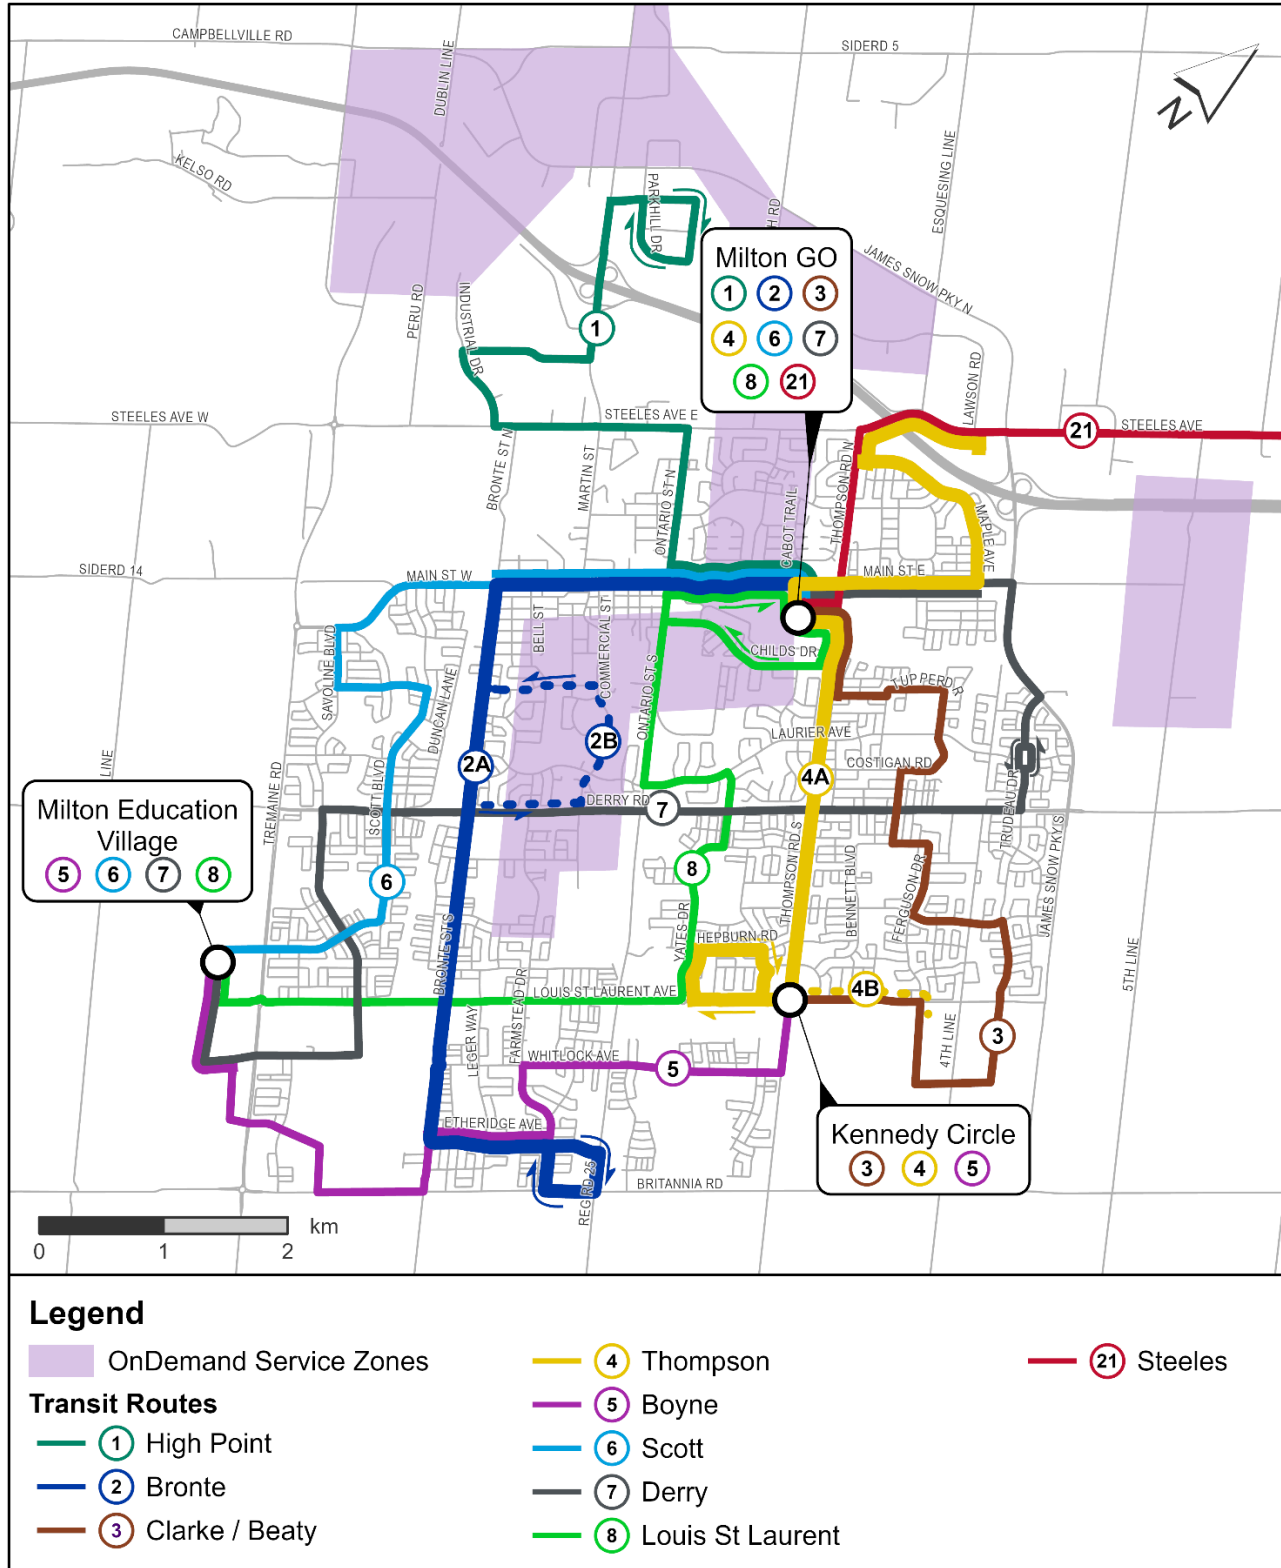 CAMPBELLVILLE RD
SIDERD 5
DUBLIN LINE
N
KELSO RD
ESQUESING LINE
PARKHILL DR
H RD
JAMES SNOW PKY N
Milton GO
1 2 3
4 6 7
8 21
PERU RD
INDUSTRIAL DR
1
LAWSON RD
STEELES AVE W
STEELES AVE E
21
STEELES AVE
BRONTE ST N
MARTIN ST
ONTARIO ST N
CABOT TRAIL
THOMPSON RD N
MAPLE AVE
SIDERD 14
MAIN ST W
MAIN ST E
BELL ST
COMMERCIAL ST
CHILDS DR
SAVOLINE BLVD
DUNCAN LANE
ONTARIO ST S
TUPPER DR
LAURIER AVE
COSTIGAN RD
2A
2B
4A
LINE
TREMAINE RD
SCOTT BLVD
DERRY RD
7
TRUDEAU DR
JAMES SNOW PKY S
Milton Education
Village
5 6 7 8
6
8
THOMPSON RD S
BENNETT BLVD
FERGUSON DR
BRONTE ST S
YATES DR
HEPBURN RD
5TH LINE
LOUIS ST LAURENT AVE
4B
FARMSTEAD DR
LEGER WAY
WHITLOCK AVE
5
4TH LINE
3
ETHERIDGE AVE
Kennedy Circle
3 4 5
REG RD 25
BRITANNIA RD
km
0 1 2
Legend
OnDemand Service Zones
Transit Routes
1 High Point
2 Bronte
3 Clarke / Beaty
4 Thompson
5 Boyne
6 Scott
7 Derry
8 Louis St Laurent
21 Steeles